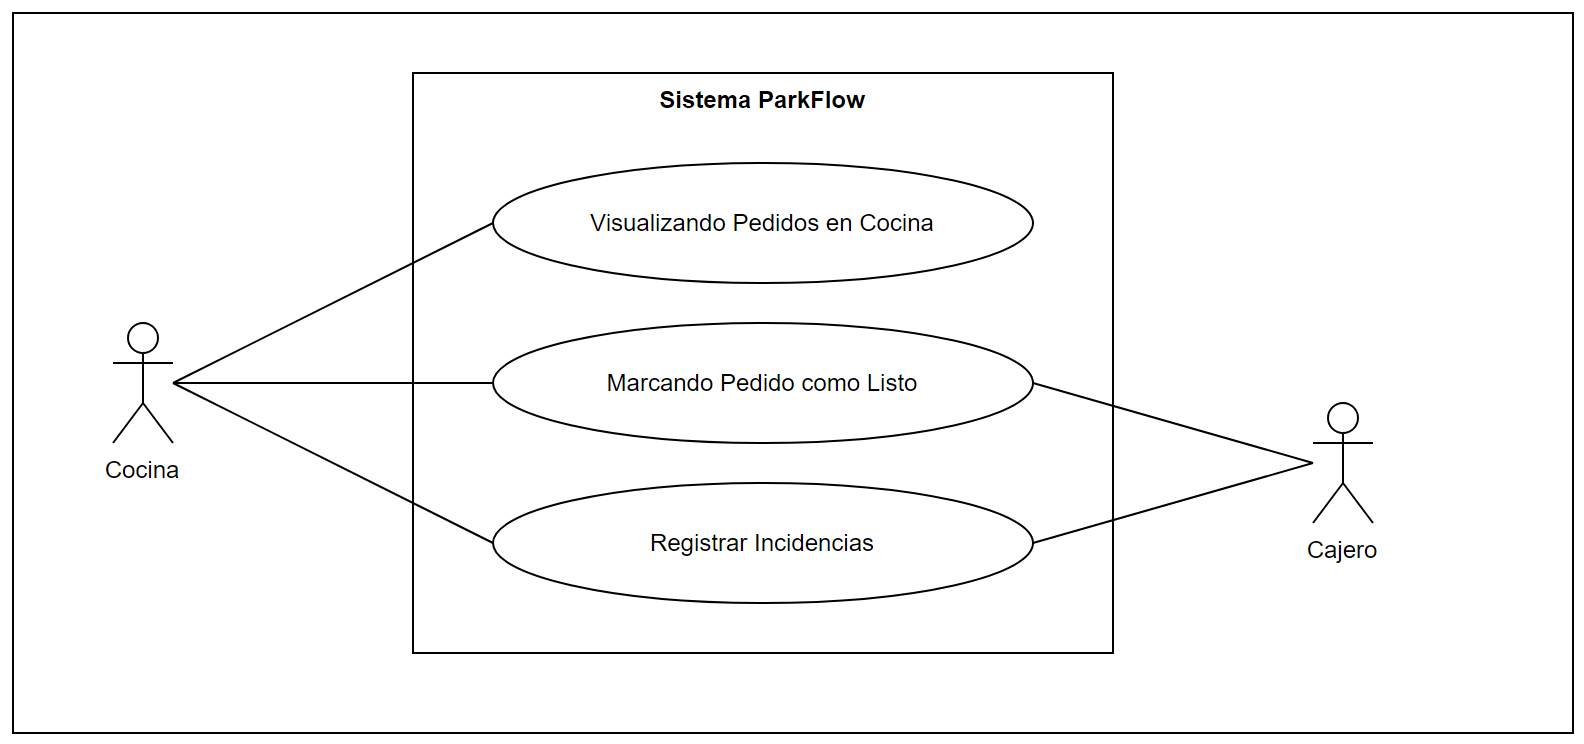 Sistema ParkFlow
Visualizando Pedidos en Cocina
Marcando Pedido como Listo
Cocina
Registrar Incidencias
Cajero